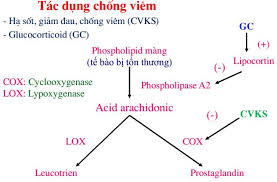 Tác dụng chống viêm
- Hạ sốt, giảm đau, chống viêm (CVKS)
- Glucocorticoid (GC)
GC
(+)
Phospholipid màng
(tế bào bị tổn thương)
(-)
Lipocortin
COX: Cyclooxygenase
LOX: Lypoxygenase
Phospholipase A2
Acid arachidonic
(-)
CVKS
LOX
COX
Leucotrien
Prostaglandin